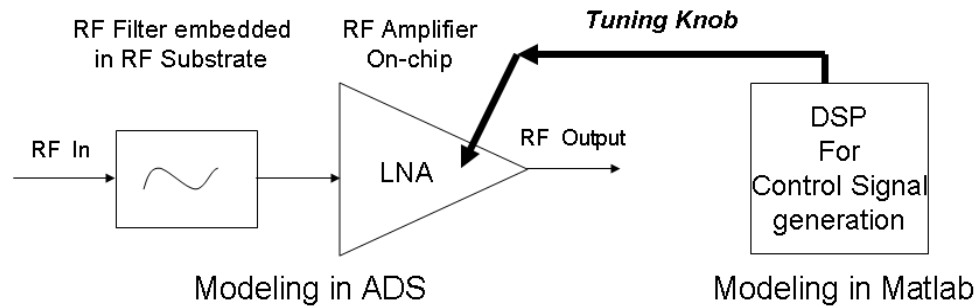 RF Filter embedded
in RF Substrate
RF Amplifier
On-chip
Tuning Knob
RF In
LNA
RF Output
DSP
For
Control Signal
generation
Modeling in ADS
Modeling in Matlab